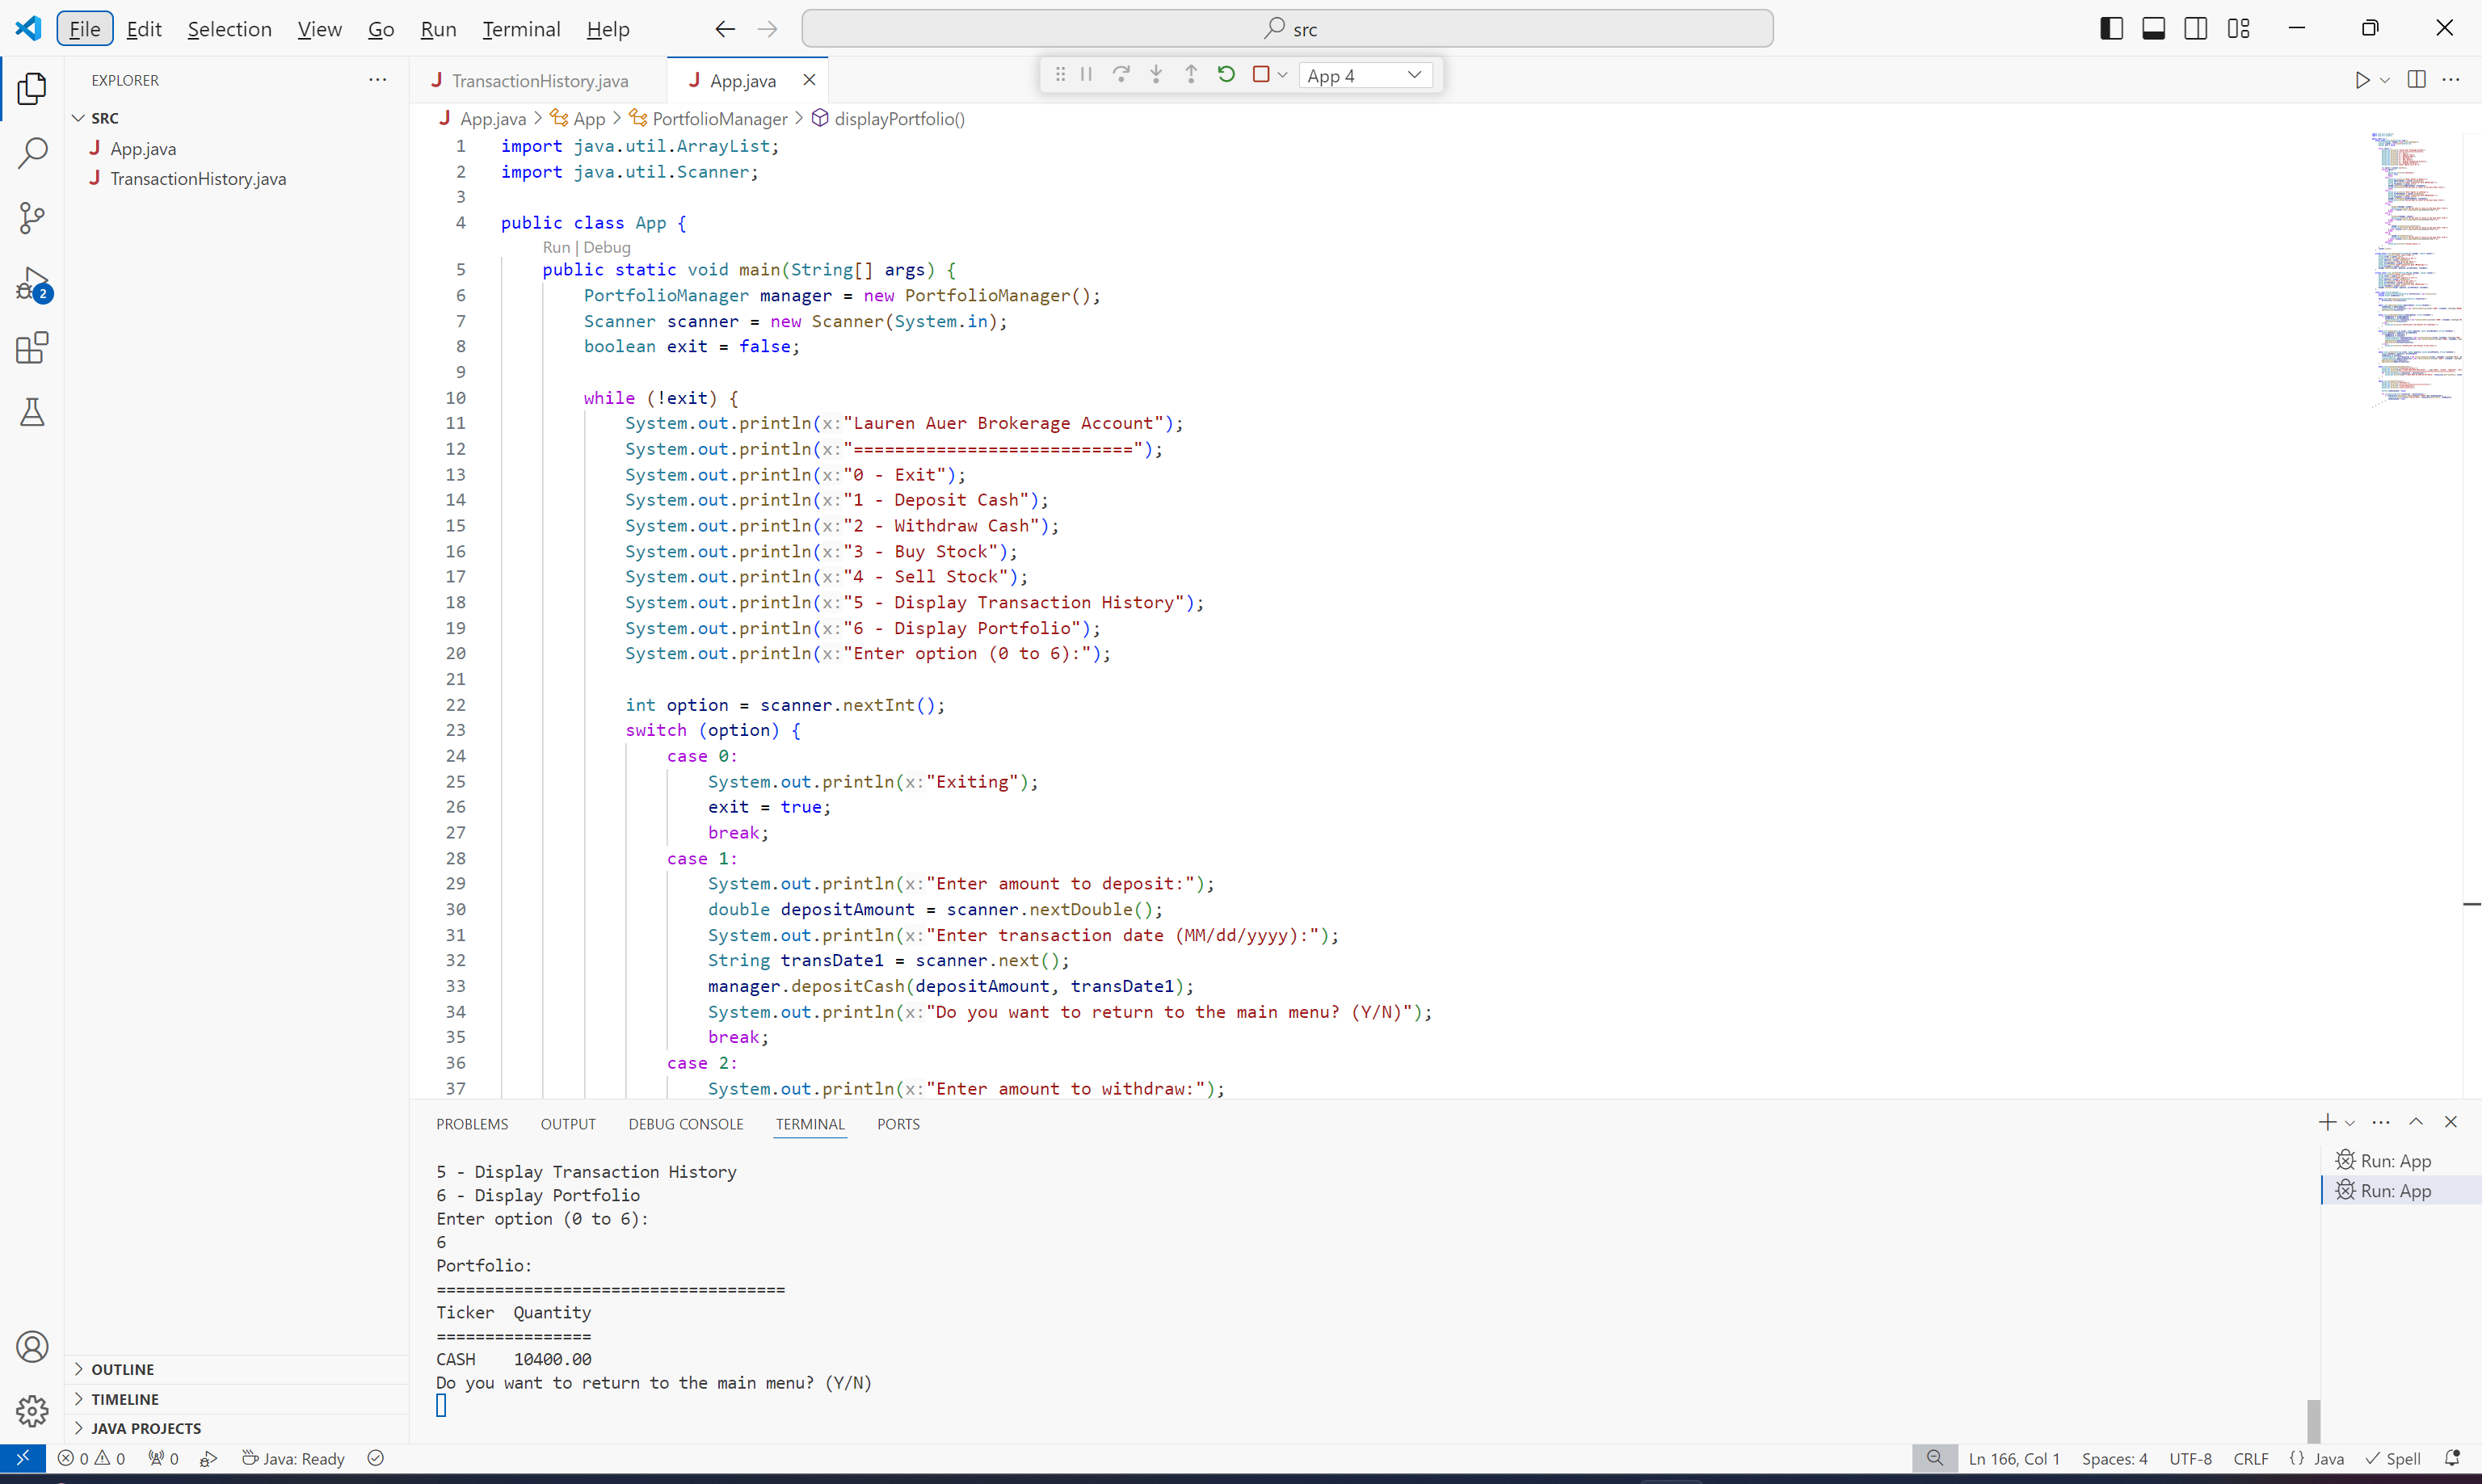 File Edit Selection View Go Run Terminal Help
src
EXPLORER
SRC
App.java
TransactionHistory.java
2
TransactionHistory.java
App.java
App 4
App.java > App > PortfolioManager > displayPortfolio()
1 import java.util.ArrayList;
2 import java.util.Scanner;
3
4 public class App {
Run | Debug
5 public static void main(String[] args) {
6 PortfolioManager manager = new PortfolioManager();
7 Scanner scanner = new Scanner(System.in);
8 boolean exit = false;
9
10 while (!exit) {
11 System.out.println(x:"Lauren Auer Brokerage Account");
12 System.out.println(x:"===========================");
13 System.out.println(x:"0 - Exit");
14 System.out.println(x:"1 - Deposit Cash");
15 System.out.println(x:"2 - Withdraw Cash");
16 System.out.println(x:"3 - Buy Stock");
17 System.out.println(x:"4 - Sell Stock");
18 System.out.println(x:"5 - Display Transaction History");
19 System.out.println(x:"6 - Display Portfolio");
20 System.out.println(x:"Enter option (0 to 6):");
21
22 int option = scanner.nextInt();
23 switch (option) {
24 case 0:
25 System.out.println(x:"Exiting");
26 exit = true;
27 break;
28 case 1:
29 System.out.println(x:"Enter amount to deposit:");
30 double depositAmount = scanner.nextDouble();
31 System.out.println(x:"Enter transaction date (MM/dd/yyyy):");
32 String transDate1 = scanner.next();
33 manager.depositCash(depositAmount, transDate1);
34 System.out.println(x:"Do you want to return to the main menu? (Y/N)");
35 break;
36 case 2:
37 System.out.println(x:"Enter amount to withdraw:");
PROBLEMS OUTPUT DEBUG CONSOLE TERMINAL PORTS
5 - Display Transaction History
6 - Display Portfolio
Enter option (0 to 6):
6
Portfolio:
====================================
Ticker Quantity
================
CASH 10400.00
Do you want to return to the main menu? (Y/N)
Run: App
Run: App
OUTLINE
TIMELINE
JAVA PROJECTS
0 0 0 Java: Ready Ln 166, Col 1 Spaces: 4 UTF-8 CRLF {} Java Spell